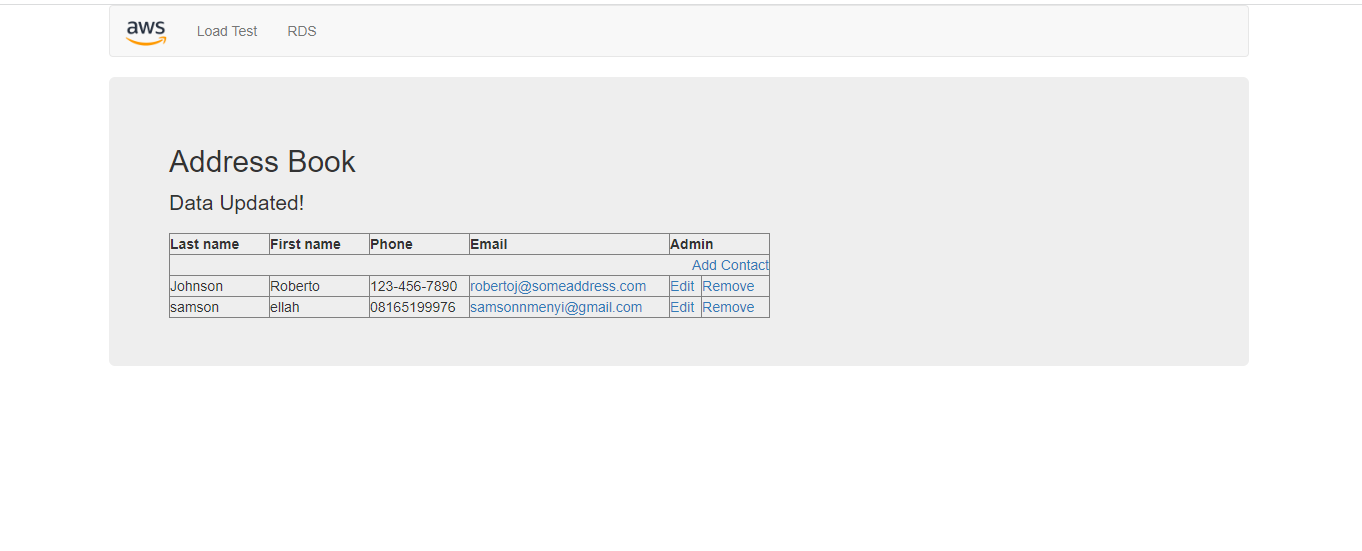 aws Load Test RDS
Address Book
Data Updated!
Last name First name Phone Email Admin
Add Contact
Johnson Roberto 123-456-7890 robertoj@someaddress.com Edit Remove
samson ellah 08165199976 samsonnmenyi@gmail.com Edit Remove